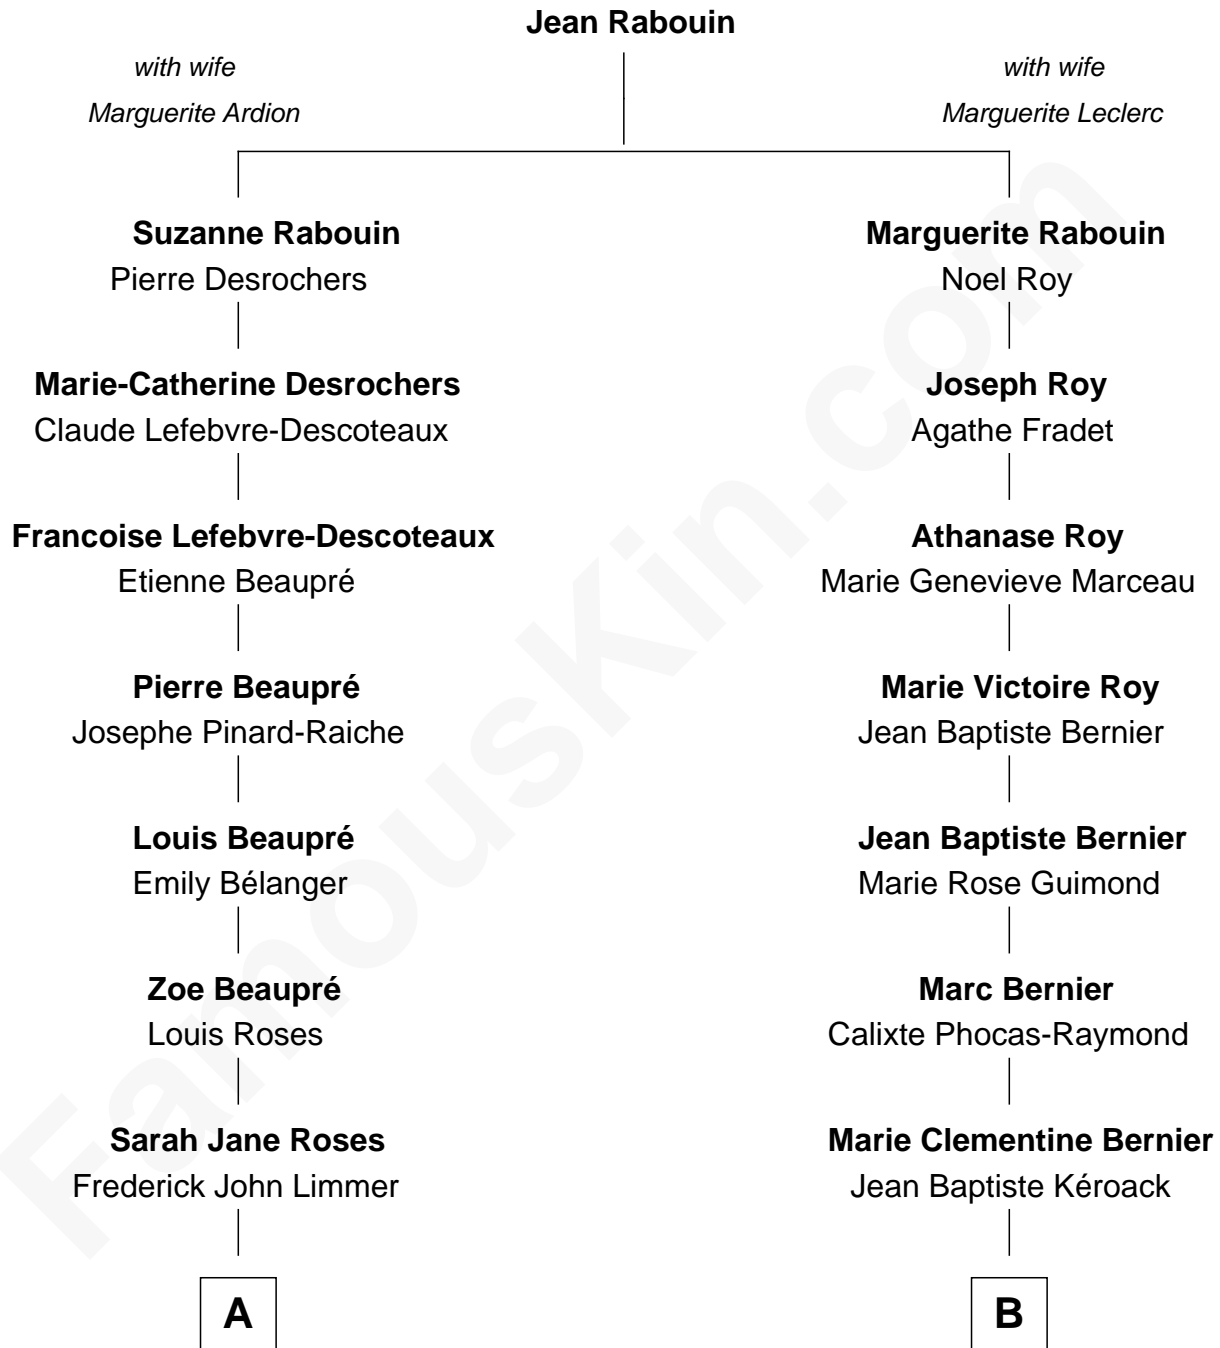 Jean Rabouin
with wife
Marguerite Ardion
with wife
Marguerite Leclerc
Suzanne Rabouin
Pierre Desrochers
Marie-Catherine Desrochers
Claude Lefebvre-Descoteaux
Francoise Lefebvre-Descoteaux
Etienne Beaupré
Pierre Beaupré
Josephe Pinard-Raiche
Louis Beaupré
Emily Bélanger
Zoe Beaupré
Louis Roses
Sarah Jane Roses
Frederick John Limmer
A
Marguerite Rabouin
Noel Roy
Joseph Roy
Agathe Fradet
Athanase Roy
Marie Genevieve Marceau
Marie Victoire Roy
Jean Baptiste Bernier
Jean Baptiste Bernier
Marie Rose Guimond
Marc Bernier
Calixte Phocas-Raymond
Marie Clementine Bernier
Jean Baptiste Kéroack
B
FamousKin.com